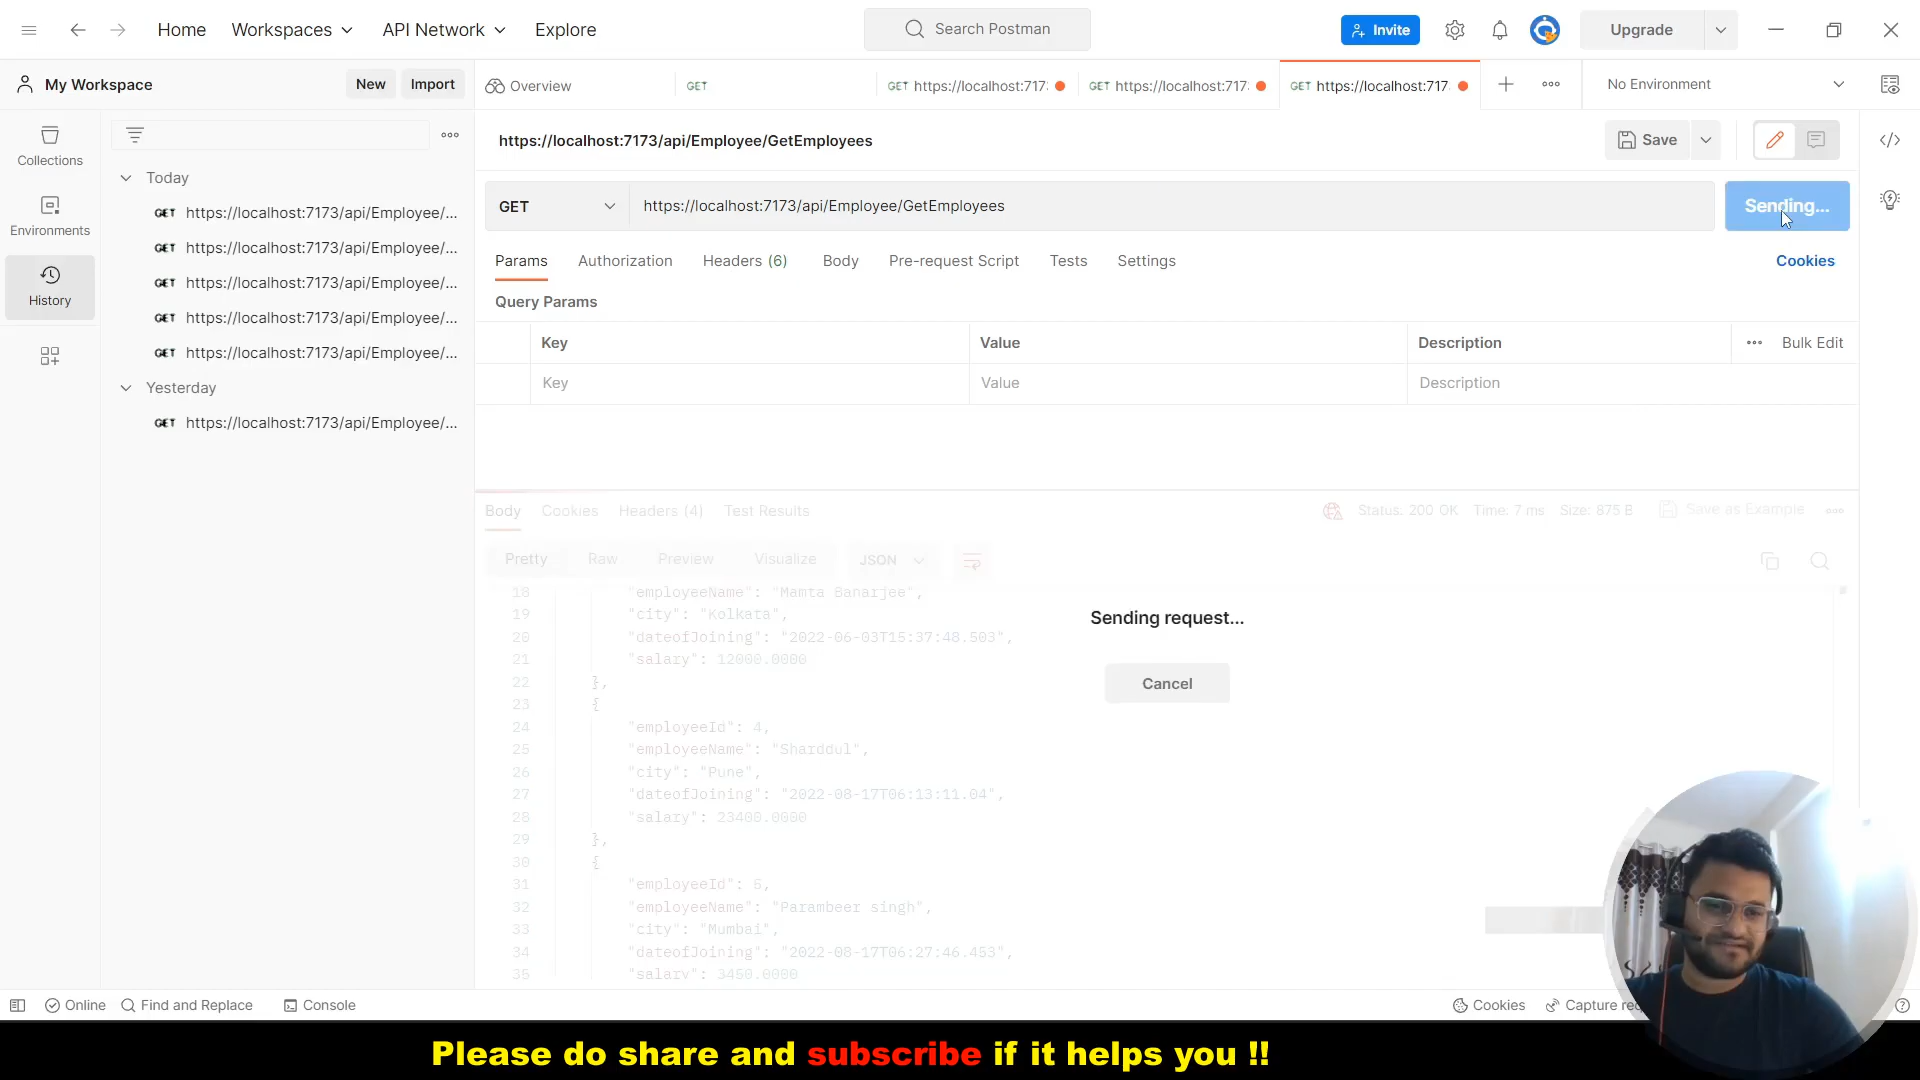 Home Workspaces API Network Explore Search Postman Invite Upgrade
My Workspace New Import Overview GET GET https://localhost:717 GET https://localhost:717 GET https://localhost:717 No Environment
https://localhost:7173/api/Employee/GetEmployees Save
GET https://localhost:7173/api/Employee/GetEmployees Sending...
Params Authorization Headers (6) Body Pre-request Script Tests Settings Cookies
Query Params
Key Value Description Bulk Edit
Key Value Description
Collections
Environments
History
Today
GET https://localhost:7173/api/Employee/...
GET https://localhost:7173/api/Employee/...
GET https://localhost:7173/api/Employee/...
GET https://localhost:7173/api/Employee/...
GET https://localhost:7173/api/Employee/...
Yesterday
GET https://localhost:7173/api/Employee/...
Body Cookies Headers (4) Test Results Status: 200 OK Time: 7 ms Size: 875 B Save as Example
Pretty Raw Preview Visualize JSON
Sending request...
Cancel
18 "employeeName": "Mamta Banarjee",
19 "city": "Kolkata",
20 "dateofJoining": "2022-06-03T15:37:48.503",
21 "salary": 12000.0000
22 },
23 {
24 "employeeId": 4,
25 "employeeName": "Sharddul",
26 "city": "Pune",
27 "dateofJoining": "2022-08-17T06:13:11.04",
28 "salary": 23400.0000
29 },
30 {
31 "employeeId": 6,
32 "employeeName": "Parambeer singh",
33 "city": "Mumbai",
34 "dateofJoining": "2022-08-17T06:27:46.453",
35 "salary": 3450.0000
Online Find and Replace Console Cookies Capture
Please do share and subscribe if it helps you !!